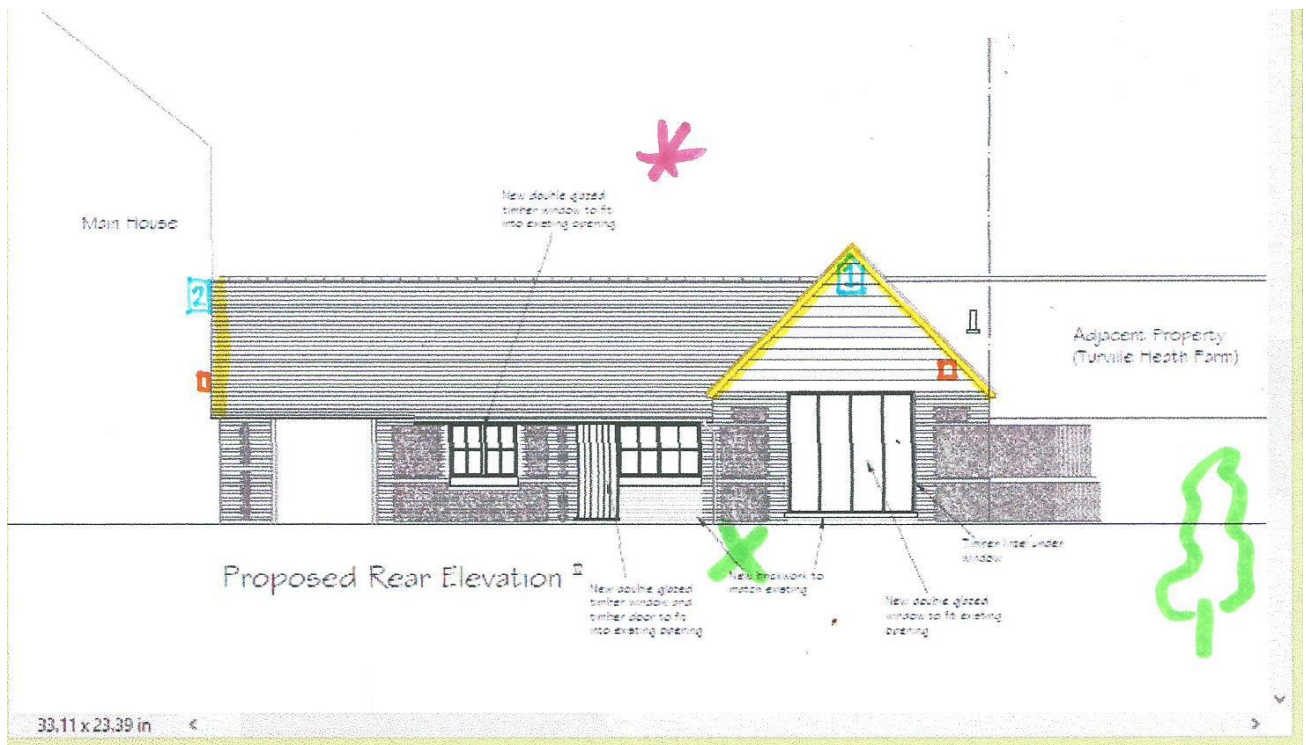 New double glazed
timber window to fit
into existing opening
Main House
2
1
Adjacent Property
(Turville Heath Farm)
Proposed Rear Elevation
New double glazed
timber window and
timber door to fit
into existing opening
New brickwork to
match existing
Timber lintel under
window
New double glazed
window to fit existing
opening
33.11 x 23.39 in